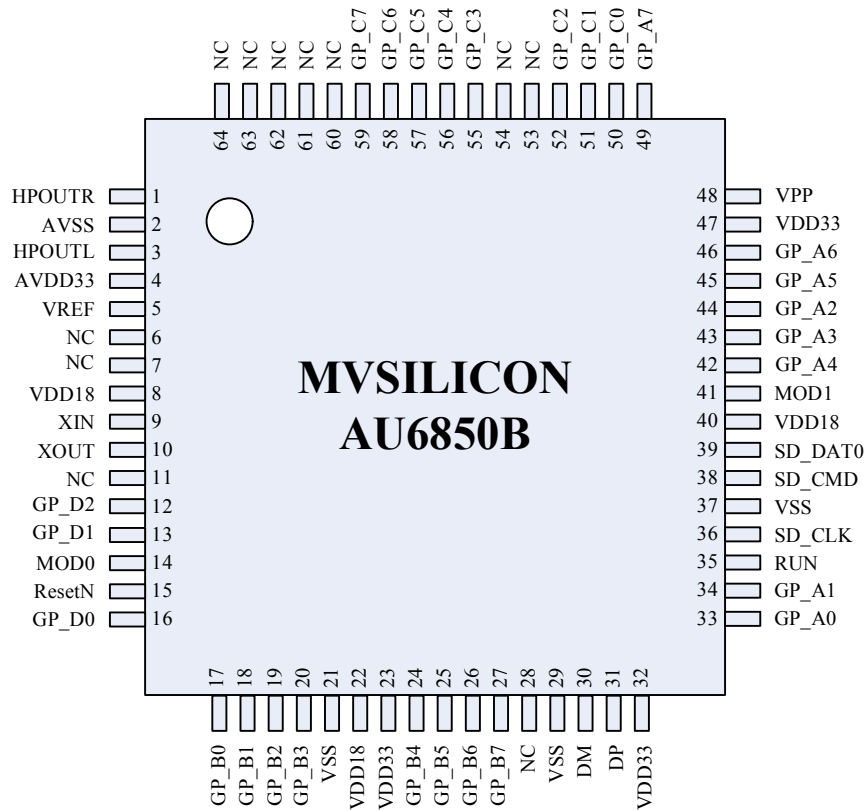 NC NC NC NC NC GP_C7 GP_C6 GP_C5 GP_C4 GP_C3 NC NC GP_C2 GP_C1 GP_C0 GP_A7
64 63 62 61 60 59 58 57 56 55 54 53 52 51 50 49
HPOUTR 1 48 VPP
AVSS 2 47 VDD33
HPOUTL 3 46 GP_A6
AVDD33 4 45 GP_A5
VREF 5 44 GP_A2
NC 6 43 GP_A3
NC 7 42 GP_A4
VDD18 8 41 MOD1
XIN 9 40 VDD18
XOUT 10 39 SD_DAT0
NC 11 38 SD_CMD
GP_D2 12 37 VSS
GP_D1 13 36 SD_CLK
MOD0 14 35 RUN
ResetN 15 34 GP_A1
GP_D0 16 33 GP_A0
MVSILICON
AU6850B
17 18 19 20 21 22 23 24 25 26 27 28 29 30 31 32
GP_B0 GP_B1 GP_B2 GP_B3 VSS VDD18 VDD33 GP_B4 GP_B5 GP_B6 GP_B7 NC VSS DM DP VDD33